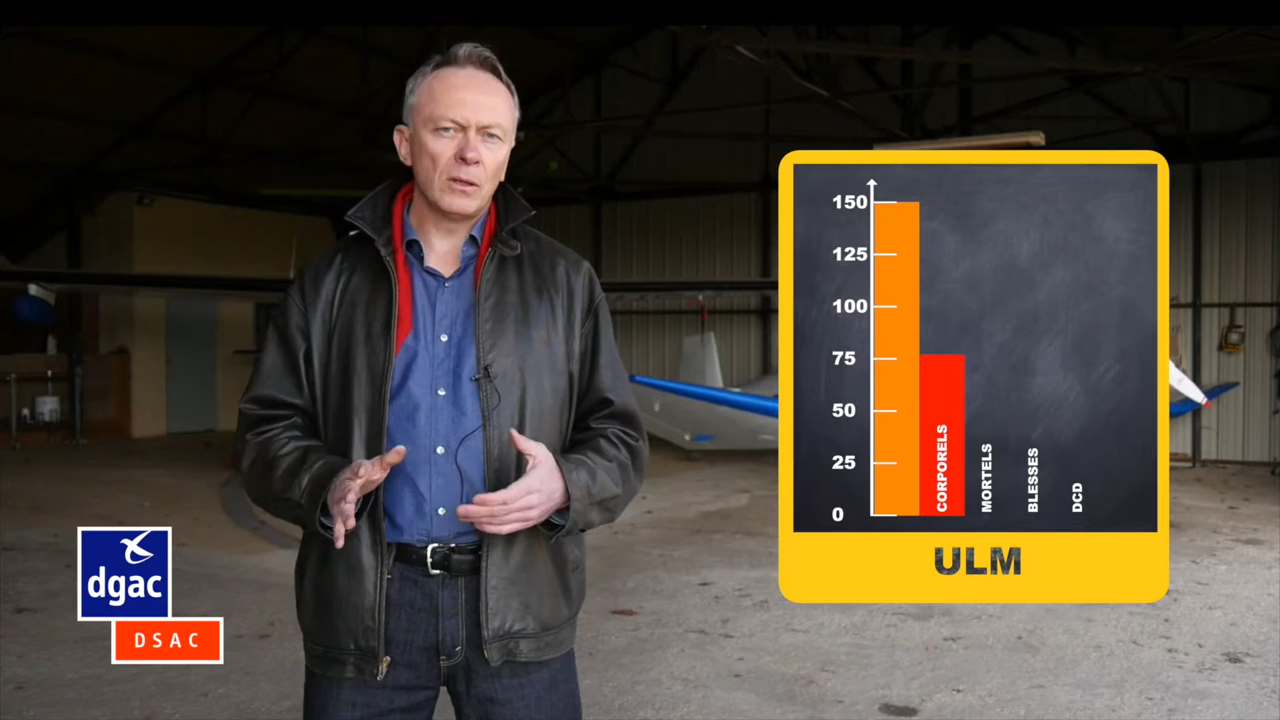 150
125
100
75
50
25
0
CORPORELS
MORTELS
BLESSES
DCD
ULM
dgac
DSAC